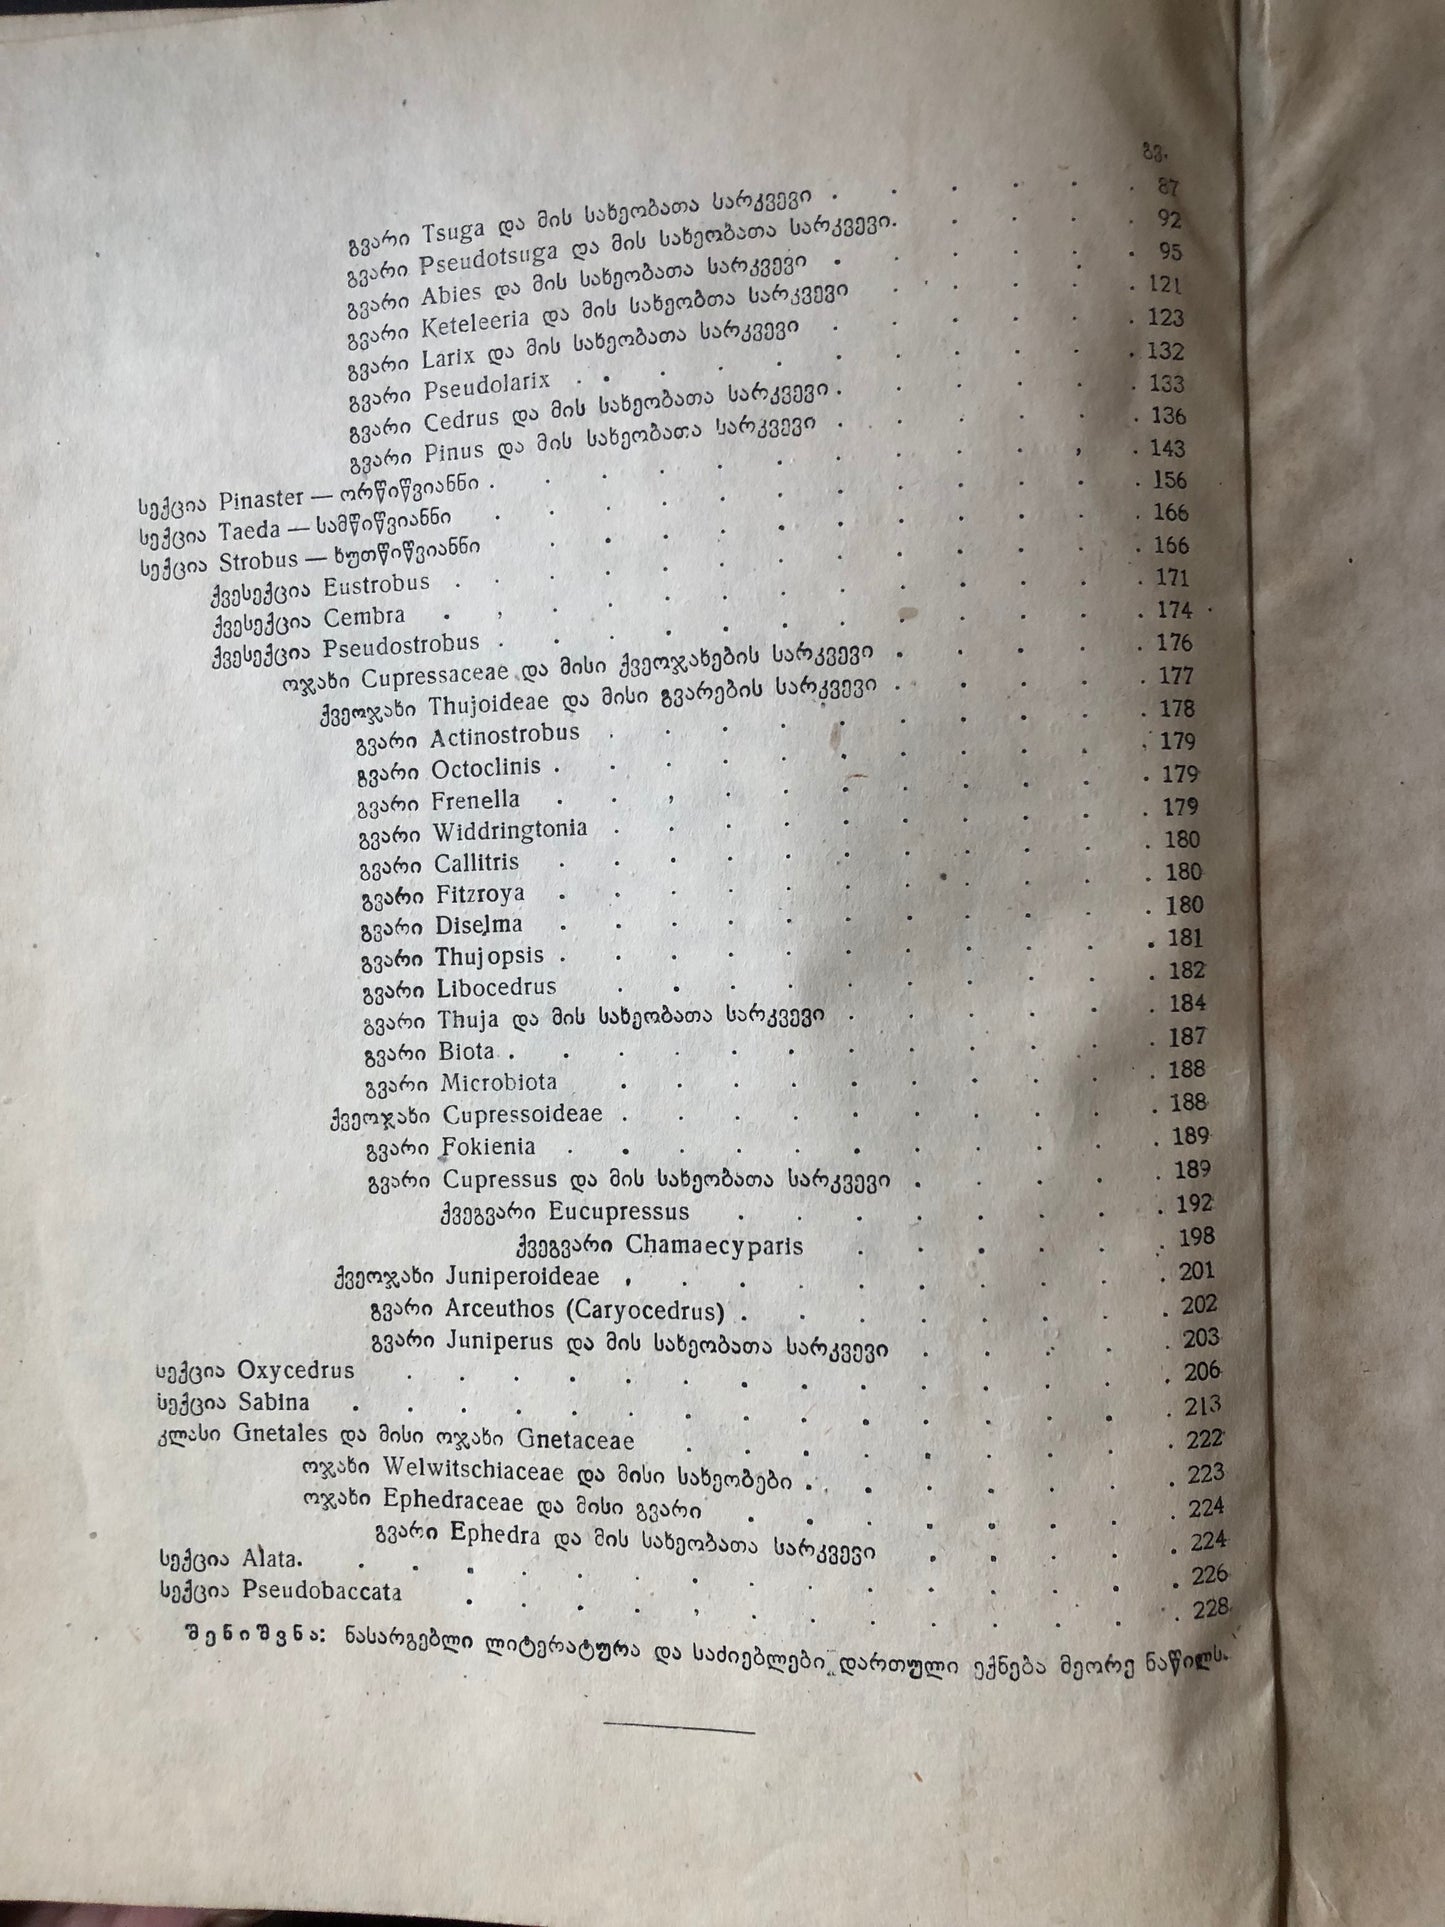 გვ.
გვარი Tsuga და მის სახეობათა სარკვევი . . . . . . 87
გვარი Pseudotsuga და მის სახეობათა სარკვევი. . . . . 92
გვარი Abies და მის სახეობათა სარკვევი . . . . . . 95
გვარი Keteleeria და მის სახეობთა სარკვევი . . . . . 121
გვარი Larix და მის სახეობათა სარკვევი . . . . . . 123
გვარი Pseudolarix . . . . . . . . . . 132
გვარი Cedrus და მის სახეობათა სარკვევი . . . . . . 133
გვარი Pinus და მის სახეობათა სარკვევი . . . . . . 136
სექცია Pinaster — ორწიწვიანნი . . . . . . . . . . . . 143
სექცია Taeda — სამწიწვიანნი . . . . . . . . . . . . 156
სექცია Strobus — ხუთწიწვიანნი . . . . . . . . . . . 166
ქვესექცია Eustrobus . . . . . . . . . . . . 166
ქვესექცია Cembra . . . . . . . . . . . . . 171
ქვესექცია Pseudostrobus . . . . . . . . . . . . 174
ოჯახი Cupressaceae და მისი ქვეოჯახების სარკვევი . . . . . 176
ქვეოჯახი Thujoideae და მისი გვარების სარკვევი . . . . . 177
გვარი Actinostrobus . . . . . . . . . . 178
გვარი Octoclinis . . . . . . . . . . . 179
გვარი Frenella . . . . . . . . . . . 179
გვარი Widdringtonia . . . . . . . . . . 179
გვარი Callitris . . . . . . . . . . . 180
გვარი Fitzroya . . . . . . . . . . . 180
გვარი Diselma . . . . . . . . . . . 180
გვარი Thujopsis . . . . . . . . . . . 181
გვარი Libocedrus . . . . . . . . . . 182
გვარი Thuja და მის სახეობათა სარკვევი . . . . . . 184
გვარი Biota . . . . . . . . . . . . 187
გვარი Microbiota . . . . . . . . . . 188
ქვეოჯახი Cupressoideae . . . . . . . . . . 188
გვარი Fokienia . . . . . . . . . . . 189
გვარი Cupressus და მის სახეობათა სარკვევი . . . . . 189
ქვეგვარი Eucupressus . . . . . . . . 192
ქვეგვარი Chamaecyparis . . . . . . 198
ქვეოჯახი Juniperoideae . . . . . . . . . . 201
გვარი Arceuthos (Caryocedrus) . . . . . . . . 202
გვარი Juniperus და მის სახეობათა სარკვევი . . . . . 203
სექცია Oxycedrus . . . . . . . . . . . . . . 206
სექცია Sabina . . . . . . . . . . . . . . . 213
კლასი Gnetales და მისი ოჯახი Gnetaceae . . . . . . . . . 222
ოჯახი Welwitschiaceae და მისი სახეობები . . . . . . . 223
ოჯახი Ephedraceae და მისი გვარი . . . . . . . . 224
გვარი Ephedra და მის სახეობათა სარკვევი . . . . . 224
სექცია Alata. . . . . . . . . . . . . . . . 226
სექცია Pseudobaccata . . . . . . . . . . . . . 228
შენიშვნა: ნასარგებლი ლიტერატურა და საძიებლები დართული ექნება მეორე ნაწილს.